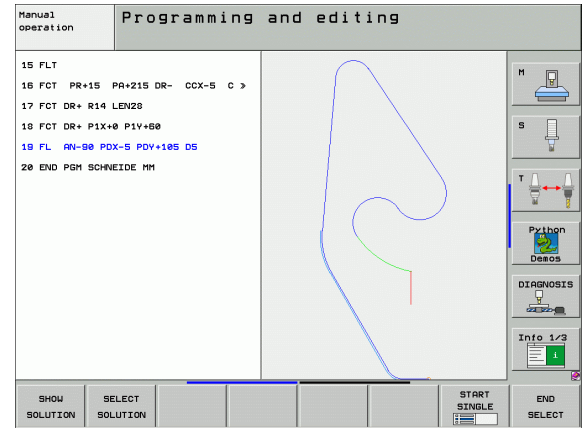 Manual
operation
Programming and editing
15 FLT
16 FCT PR+15 PA+215 DR- CCX-5 C »
17 FCT DR+ R14 LEN28
18 FCT DR+ P1X+0 P1Y+60
19 FL AN-90 PDX-5 PDY+105 D5
20 END PGM SCHNEIDE MM
M
S
T
Python
Demos
DIAGNOSIS
Info 1/3
i
SHOW
SOLUTION
SELECT
SOLUTION
START
SINGLE
END
SELECT